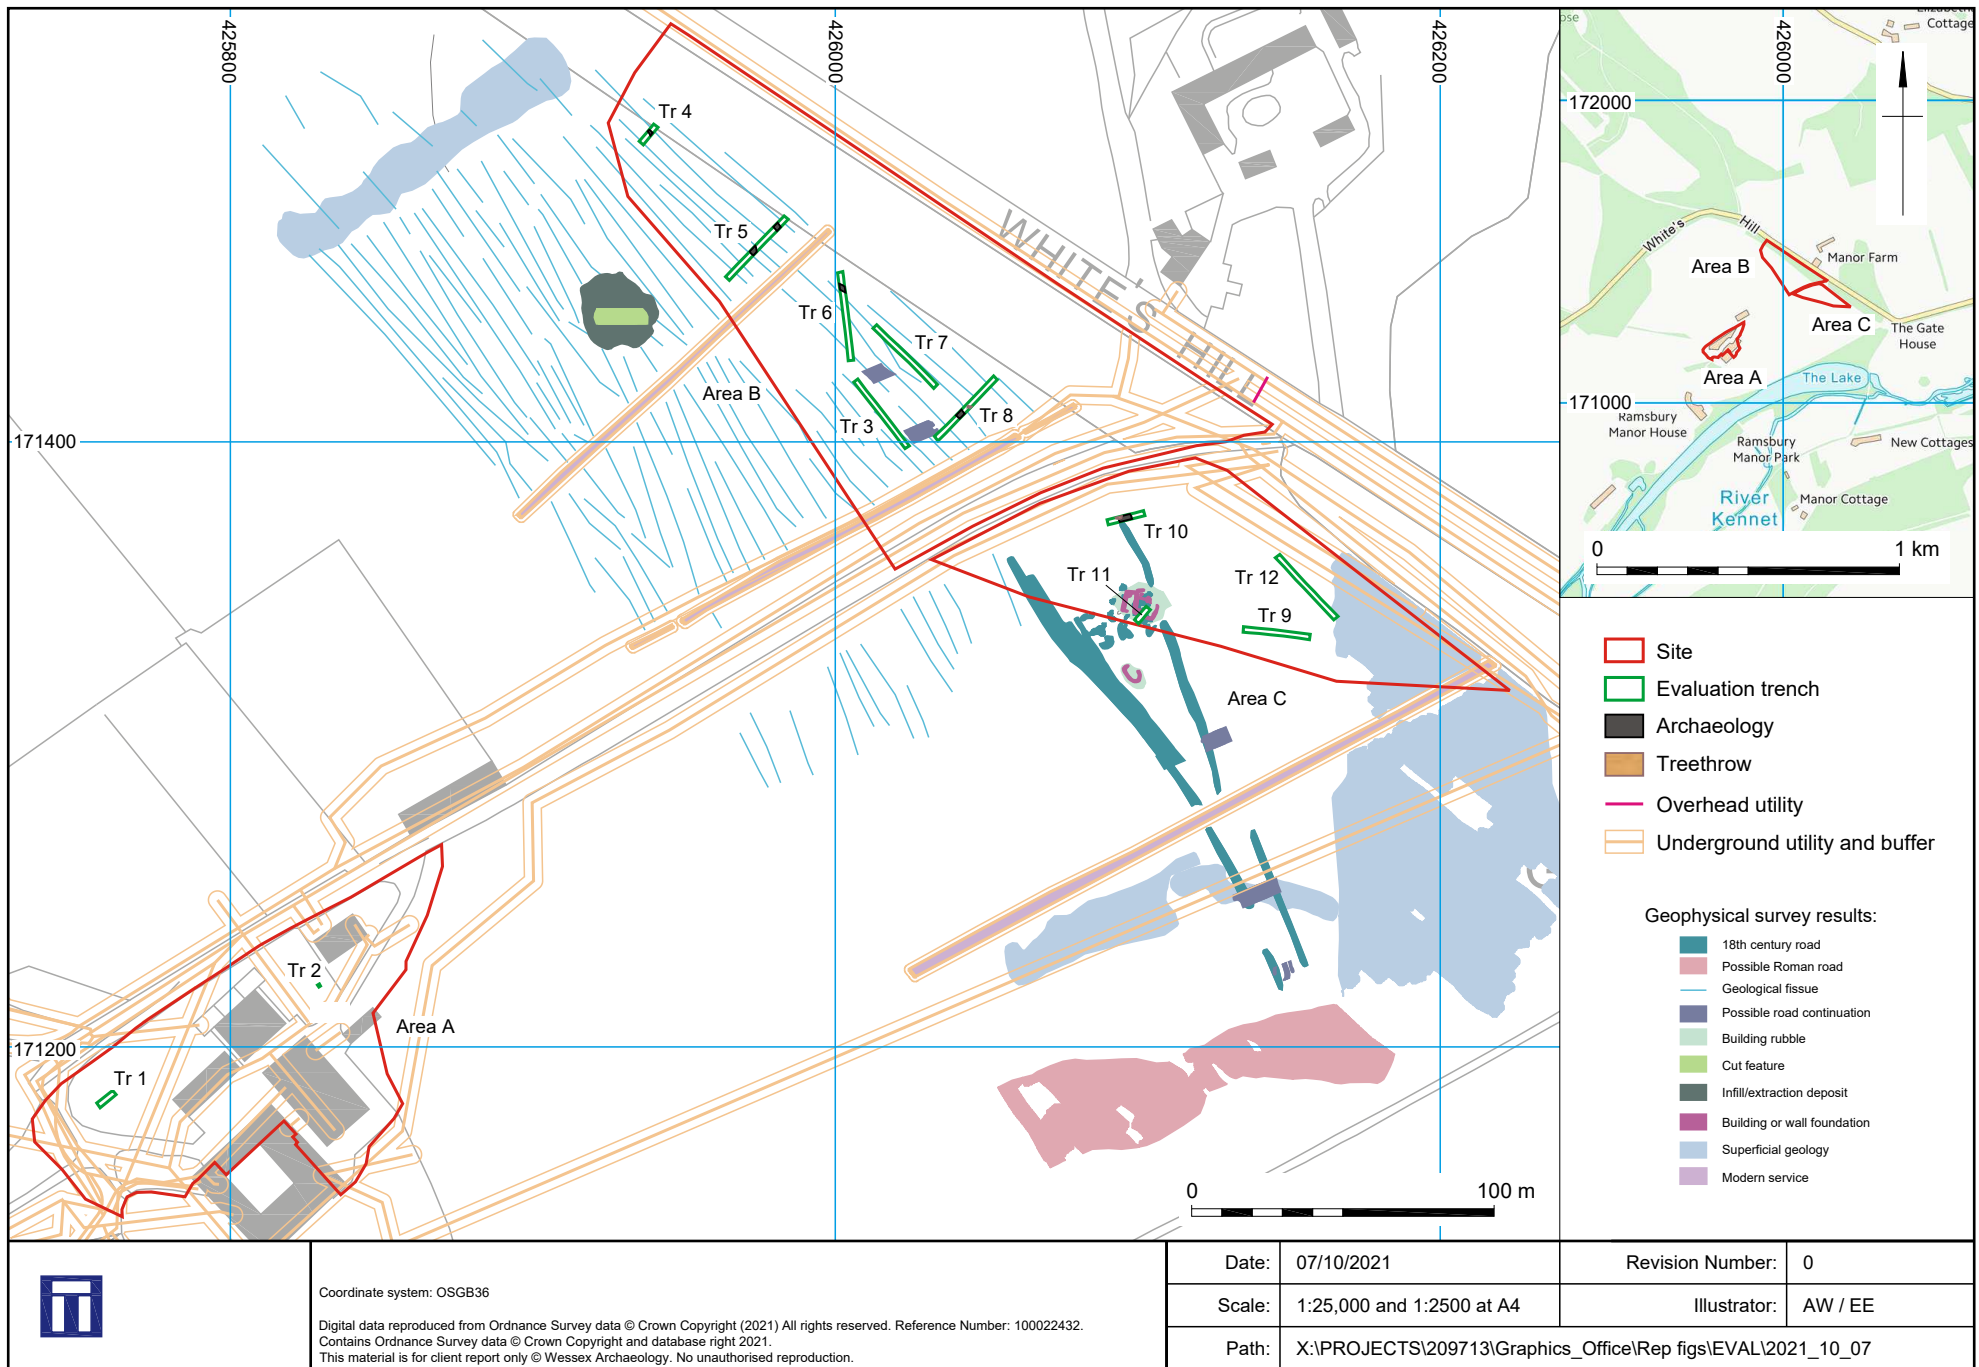 425800
426000
426200
Tr 4
Tr 5
Tr 6
Tr 7
Tr 3
Tr 8
Area B
WHITE'S HILL
171400
Tr 10
Tr 11
Tr 12
Tr 9
Area C
Tr 2
Area A
171200
Tr 1
0 100 m
ose
Cottage
426000
172000
White's Hill
Area B
Manor Farm
Area C
The Gate
House
Area A
The Lake
171000
Ramsbury
Manor House
Ramsbury
Manor Park
New Cottages
River
Kennet
Manor Cottage
0 1 km
Site
Evaluation trench
Archaeology
Treethrow
Overhead utility
Underground utility and buffer
Geophysical survey results:
18th century road
Possible Roman road
Geological fissue
Possible road continuation
Building rubble
Cut feature
Infill/extraction deposit
Building or wall foundation
Superficial geology
Modern service
Coordinate system: OSGB36
Digital data reproduced from Ordnance Survey data © Crown Copyright (2021) All rights reserved. Reference Number: 100022432.
Contains Ordnance Survey data © Crown Copyright and database right 2021.
This material is for client report only © Wessex Archaeology. No unauthorised reproduction.
Date: 07/10/2021 Revision Number: 0
Scale: 1:25,000 and 1:2500 at A4 Illustrator: AW / EE
Path: X:\PROJECTS\209713\Graphics_Office\Rep figs\EVAL\2021_10_07